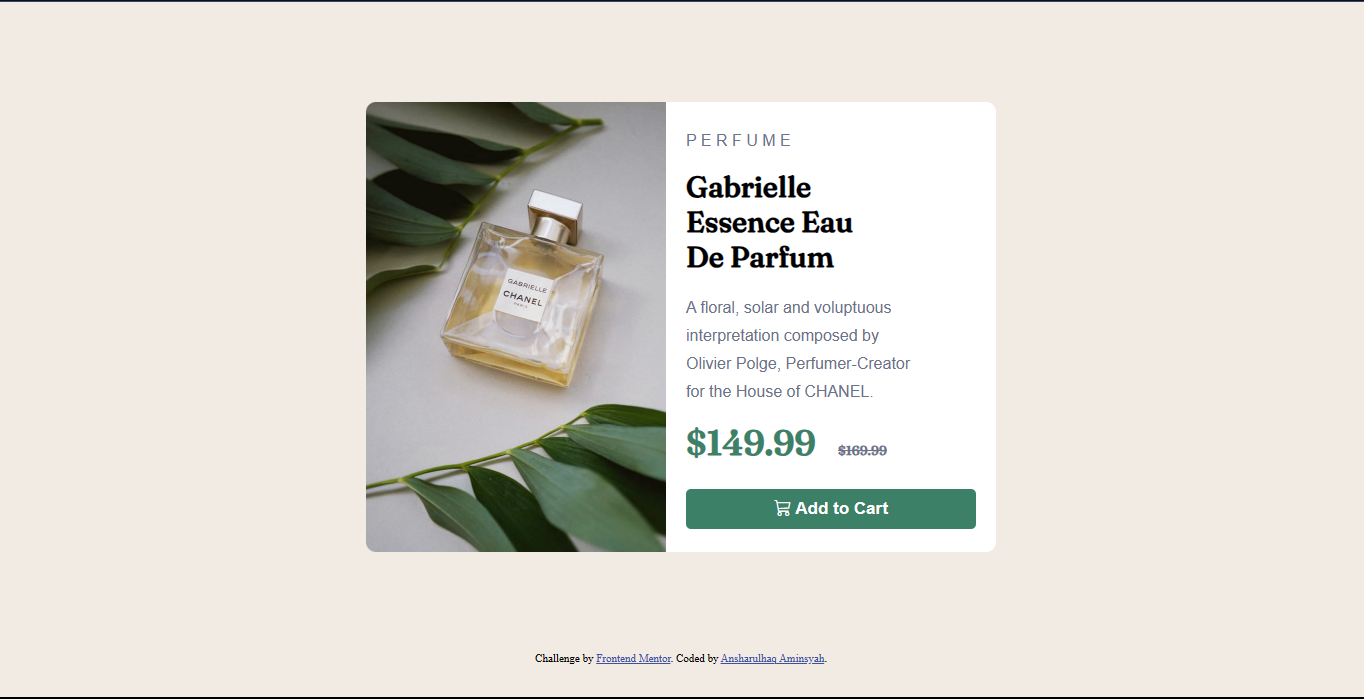 PERFUME
Gabrielle
Essence Eau
De Parfum
A floral, solar and voluptuous
interpretation composed by
Olivier Polge, Perfumer-Creator
for the House of CHANEL.
$149.99 $169.99
Add to Cart
GABRIELLE
CHANEL
PARIS
Challenge by Frontend Mentor. Coded by Ansharulhaq Aminsyah.